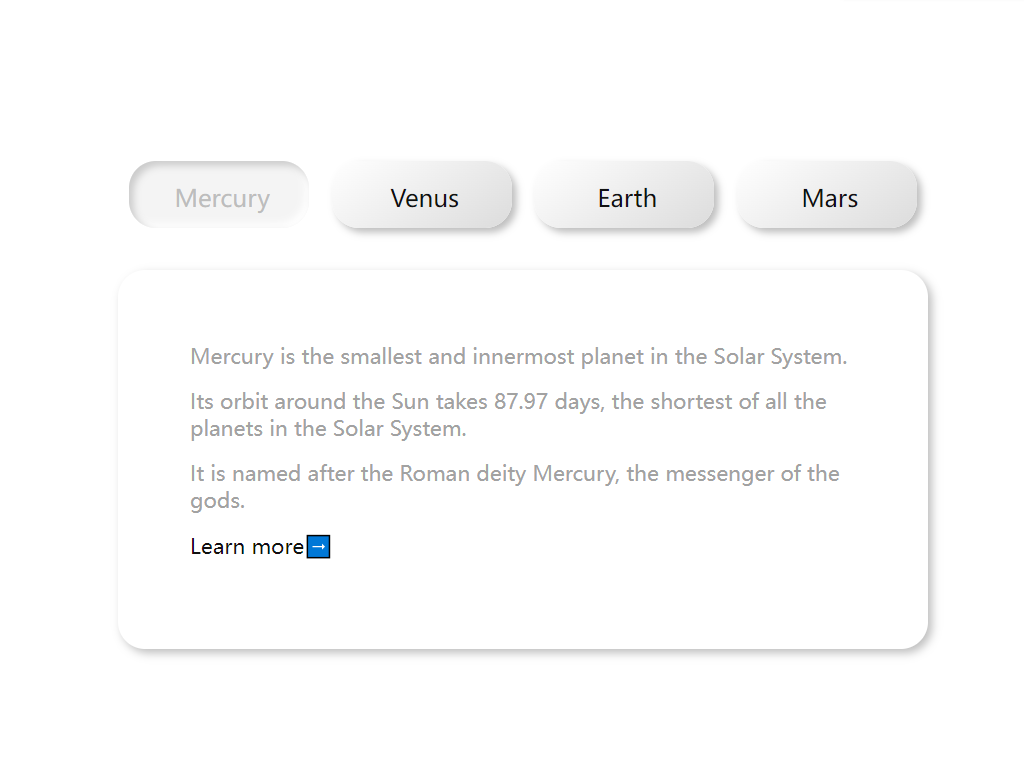 Mercury
Venus
Earth
Mars
Mercury is the smallest and innermost planet in the Solar System.
Its orbit around the Sun takes 87.97 days, the shortest of all the
planets in the Solar System.
It is named after the Roman deity Mercury, the messenger of the
gods.
Learn more➡